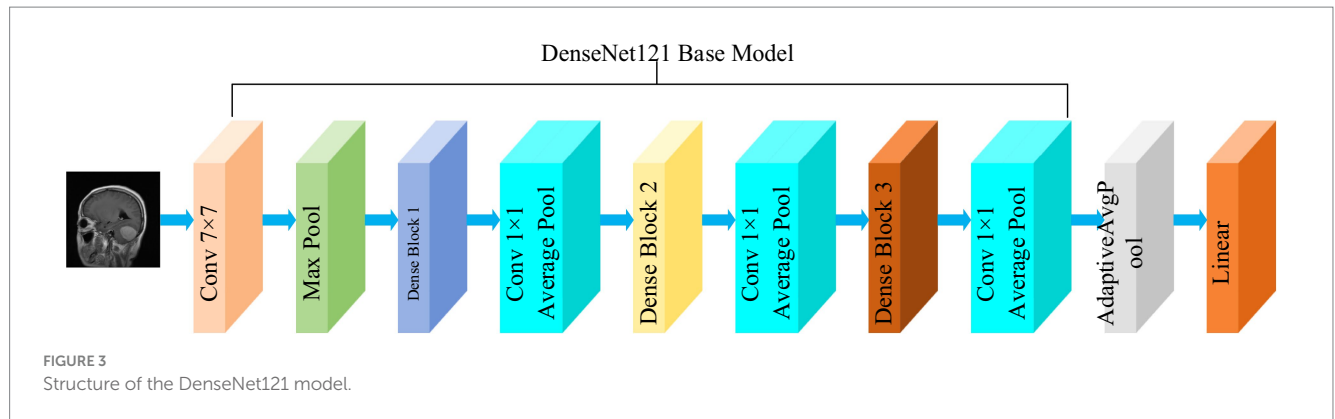 DenseNet121 Base Model
Conv 7×7
Max Pool
Dense Block 1
Conv 1×1
Average Pool
Dense Block 2
Conv 1×1
Average Pool
Dense Block 3
Conv 1×1
Average Pool
AdaptiveAvgP
ool
Linear
FIGURE 3
Structure of the DenseNet121 model.